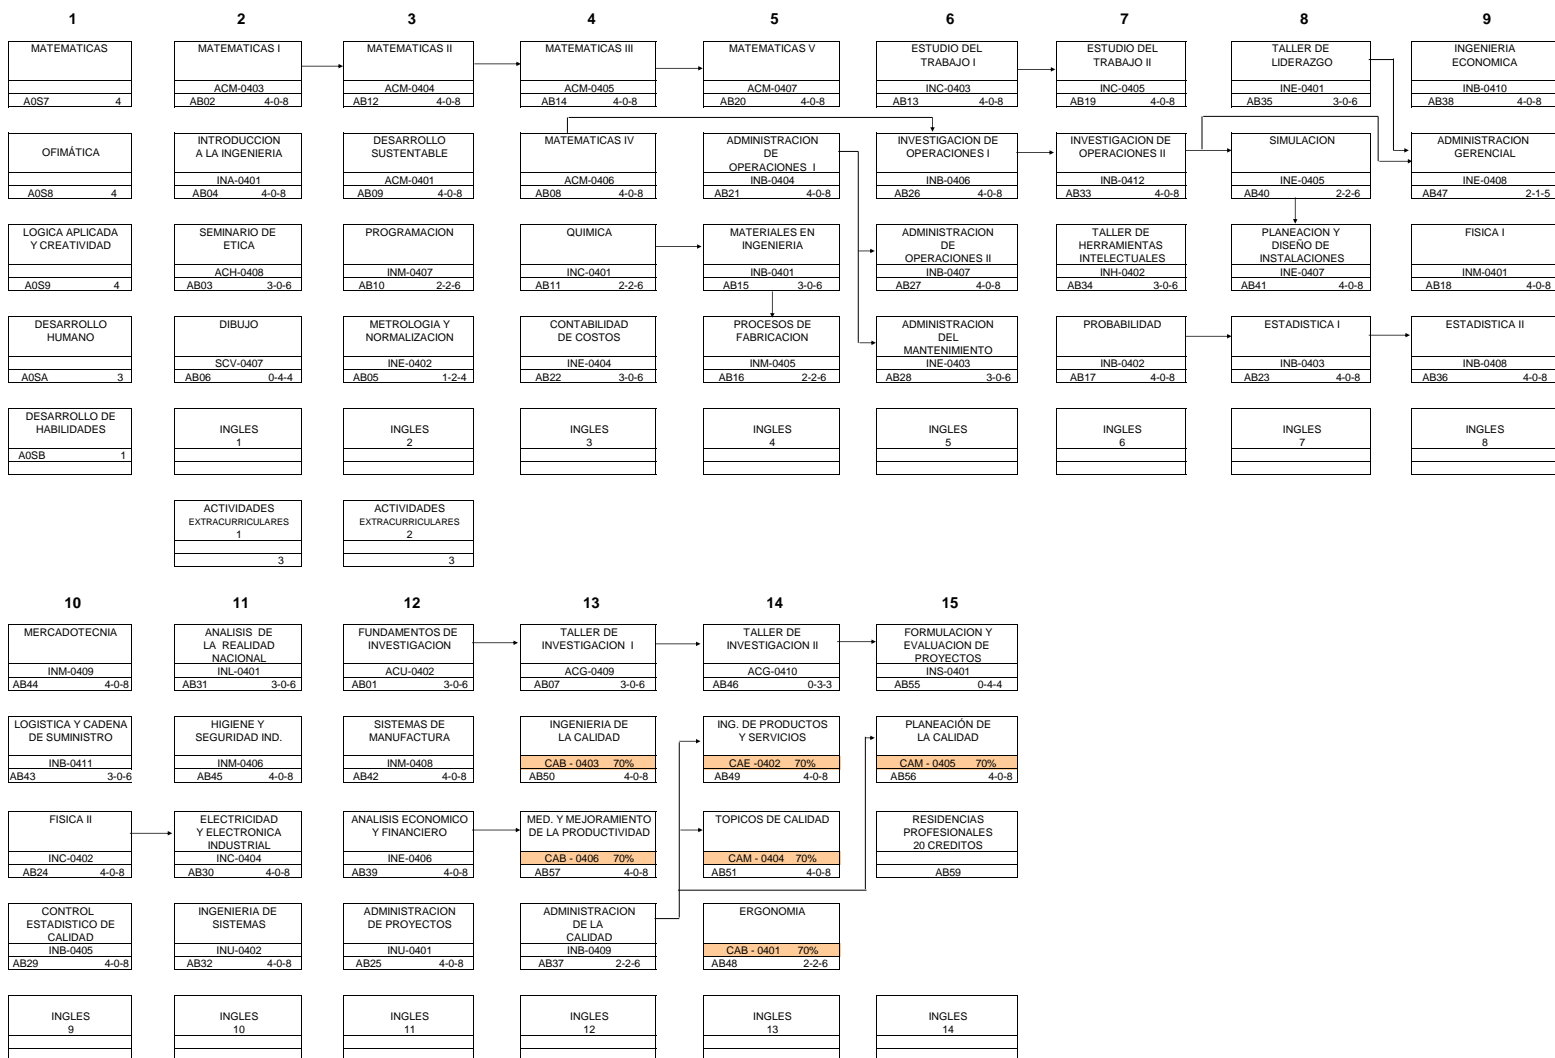 1 2 3 4 5 6 7 8 9
MATEMATICAS
A0S7 4
MATEMATICAS I
ACM-0403
AB02 4-0-8
MATEMATICAS II
ACM-0404
AB12 4-0-8
MATEMATICAS III
ACM-0405
AB14 4-0-8
MATEMATICAS V
ACM-0407
AB20 4-0-8
ESTUDIO DEL
TRABAJO I
INC-0403
AB13 4-0-8
ESTUDIO DEL
TRABAJO II
INC-0405
AB19 4-0-8
TALLER DE
LIDERAZGO
INE-0401
AB35 3-0-6
INGENIERIA
ECONOMICA
INB-0410
AB38 4-0-8
OFIMÁTICA
A0S8 4
INTRODUCCION
A LA INGENIERIA
INA-0401
AB04 4-0-8
DESARROLLO
SUSTENTABLE
ACM-0401
AB09 4-0-8
MATEMATICAS IV
ACM-0406
AB08 4-0-8
ADMINISTRACION
DE
OPERACIONES I
INB-0404
AB21 4-0-8
INVESTIGACION DE
OPERACIONES I
INB-0406
AB26 4-0-8
INVESTIGACION DE
OPERACIONES II
INB-0412
AB33 4-0-8
SIMULACION
INE-0405
AB40 2-2-6
ADMINISTRACION
GERENCIAL
INE-0408
AB47 2-1-5
LOGICA APLICADA
Y CREATIVIDAD
A0S9 4
SEMINARIO DE
ETICA
ACH-0408
AB03 3-0-6
PROGRAMACION
INM-0407
AB10 2-2-6
QUIMICA
INC-0401
AB11 2-2-6
MATERIALES EN
INGENIERIA
INB-0401
AB15 3-0-6
ADMINISTRACION
DE
OPERACIONES II
INB-0407
AB27 4-0-8
TALLER DE
HERRAMIENTAS
INTELECTUALES
INH-0402
AB34 3-0-6
PLANEACION Y
DISEÑO DE
INSTALACIONES
INE-0407
AB41 4-0-8
FISICA I
INM-0401
AB18 4-0-8
DESARROLLO
HUMANO
A0SA 3
DIBUJO
SCV-0407
AB06 0-4-4
METROLOGIA Y
NORMALIZACION
INE-0402
AB05 1-2-4
CONTABILIDAD
DE COSTOS
INE-0404
AB22 3-0-6
PROCESOS DE
FABRICACION
INM-0405
AB16 2-2-6
ADMINISTRACION
DEL
MANTENIMIENTO
INE-0403
AB28 3-0-6
PROBABILIDAD
INB-0402
AB17 4-0-8
ESTADISTICA I
INB-0403
AB23 4-0-8
ESTADISTICA II
INB-0408
AB36 4-0-8
DESARROLLO DE
HABILIDADES
A0SB 1
INGLES
1
INGLES
2
INGLES
3
INGLES
4
INGLES
5
INGLES
6
INGLES
7
INGLES
8
ACTIVIDADES
EXTRACURRICULARES
1
3
ACTIVIDADES
EXTRACURRICULARES
2
3
10 11 12 13 14 15
MERCADOTECNIA
INM-0409
AB44 4-0-8
ANALISIS DE
LA REALIDAD
NACIONAL
INL-0401
AB31 3-0-6
FUNDAMENTOS DE
INVESTIGACION
ACU-0402
AB01 3-0-6
TALLER DE
INVESTIGACION I
ACG-0409
AB07 3-0-6
TALLER DE
INVESTIGACION II
ACG-0410
AB46 0-3-3
FORMULACION Y
EVALUACION DE
PROYECTOS
INS-0401
AB55 0-4-4
LOGISTICA Y CADENA
DE SUMINISTRO
INB-0411
AB43 3-0-6
HIGIENE Y
SEGURIDAD IND.
INM-0406
AB45 4-0-8
SISTEMAS DE
MANUFACTURA
INM-0408
AB42 4-0-8
INGENIERIA DE
LA CALIDAD
CAB - 0403 70%
AB50 4-0-8
ING. DE PRODUCTOS
Y SERVICIOS
CAE -0402 70%
AB49 4-0-8
PLANEACIÓN DE
LA CALIDAD
CAM - 0405 70%
AB56 4-0-8
FISICA II
INC-0402
AB24 4-0-8
ELECTRICIDAD
Y ELECTRONICA
INDUSTRIAL
INC-0404
AB30 4-0-8
ANALISIS ECONOMICO
Y FINANCIERO
INE-0406
AB39 4-0-8
MED. Y MEJORAMIENTO
DE LA PRODUCTIVIDAD
CAB - 0406 70%
AB57 4-0-8
TOPICOS DE CALIDAD
CAM - 0404 70%
AB51 4-0-8
RESIDENCIAS
PROFESIONALES
20 CREDITOS
AB59
CONTROL
ESTADISTICO DE
CALIDAD
INB-0405
AB29 4-0-8
INGENIERIA DE
SISTEMAS
INU-0402
AB32 4-0-8
ADMINISTRACION
DE PROYECTOS
INU-0401
AB25 4-0-8
ADMINISTRACION
DE LA
CALIDAD
INB-0409
AB37 2-2-6
ERGONOMIA
CAB - 0401 70%
AB48 2-2-6
INGLES
9
INGLES
10
INGLES
11
INGLES
12
INGLES
13
INGLES
14